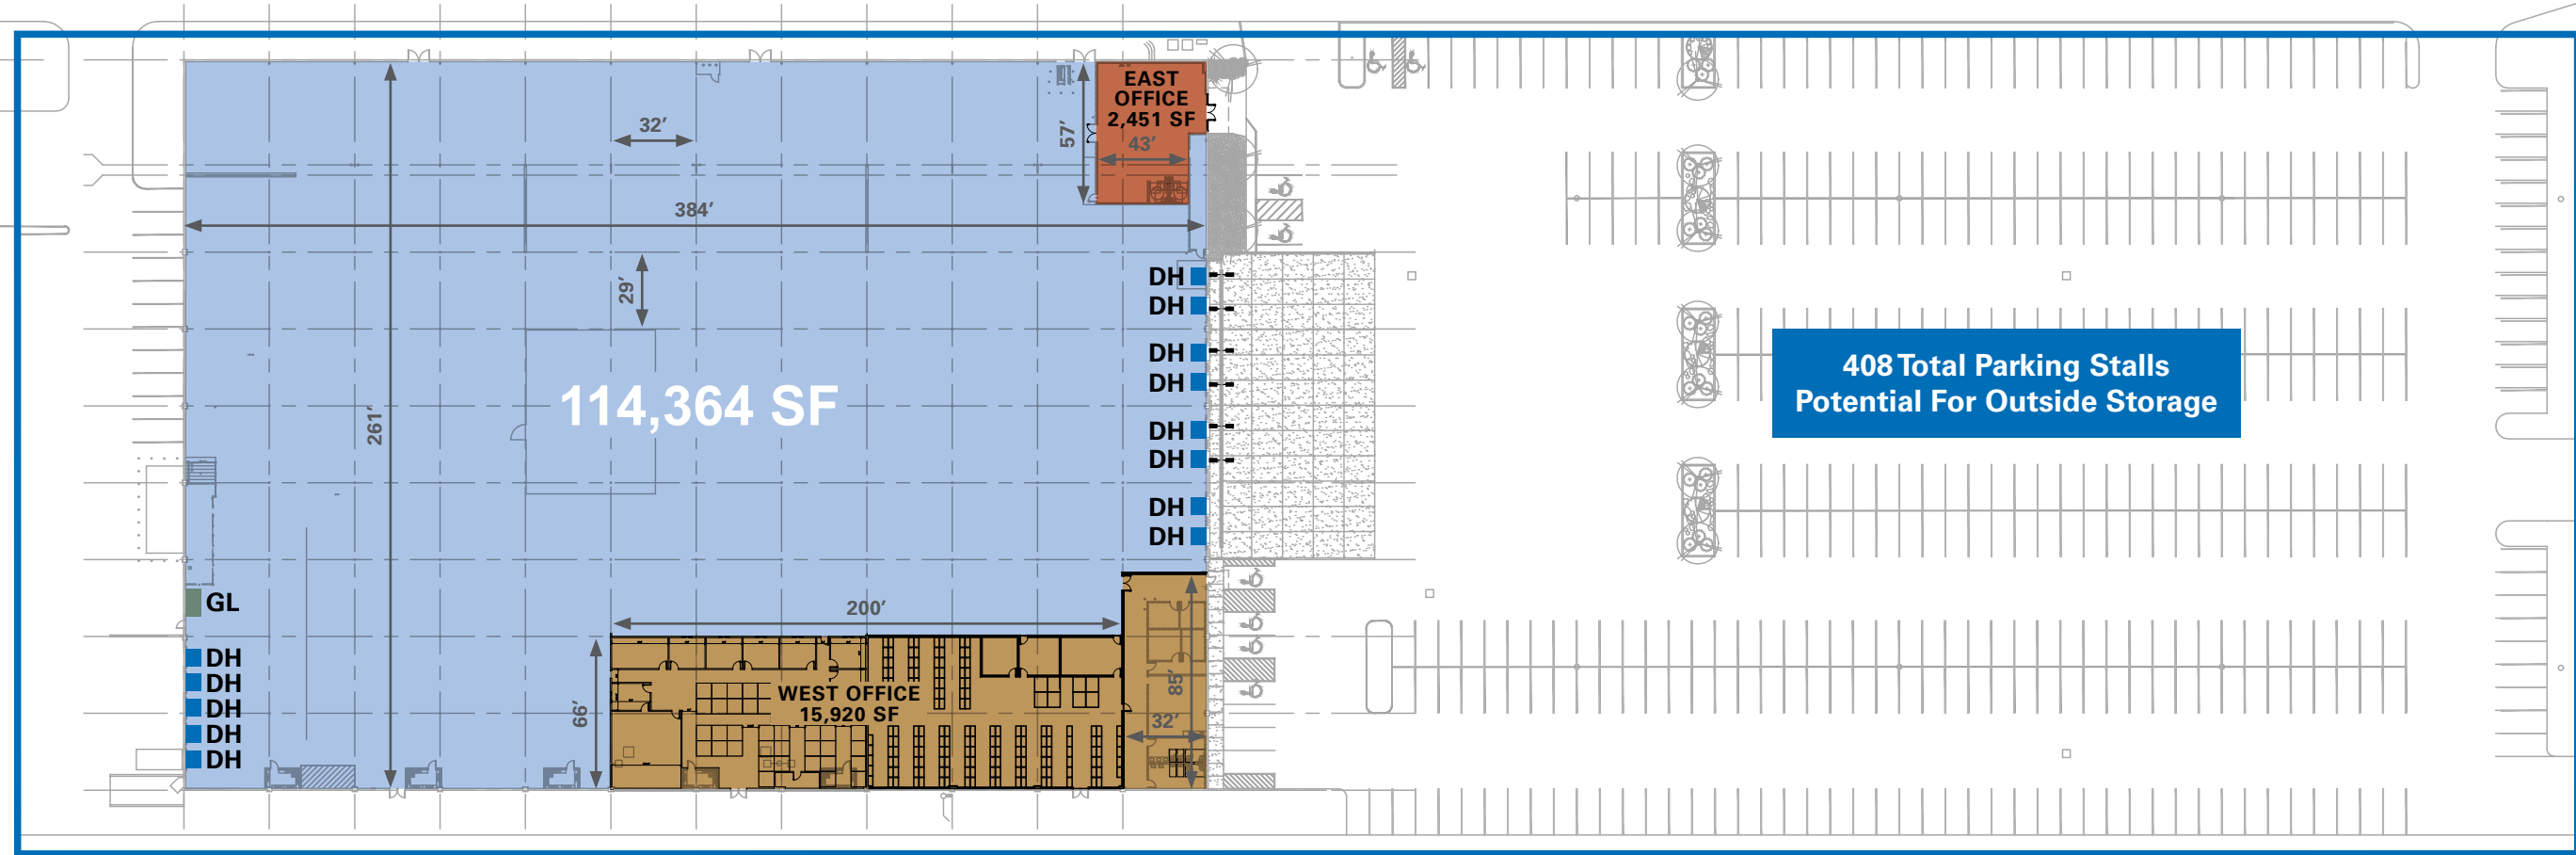 EAST
OFFICE
2,451 SF
57’
43’
32’
384’
29’
261’
114,364 SF
DH
DH
DH
DH
DH
DH
DH
DH
408 Total Parking Stalls
Potential For Outside Storage
GL
DH
DH
DH
DH
DH
200’
66’
WEST OFFICE
15,920 SF
85’
32’